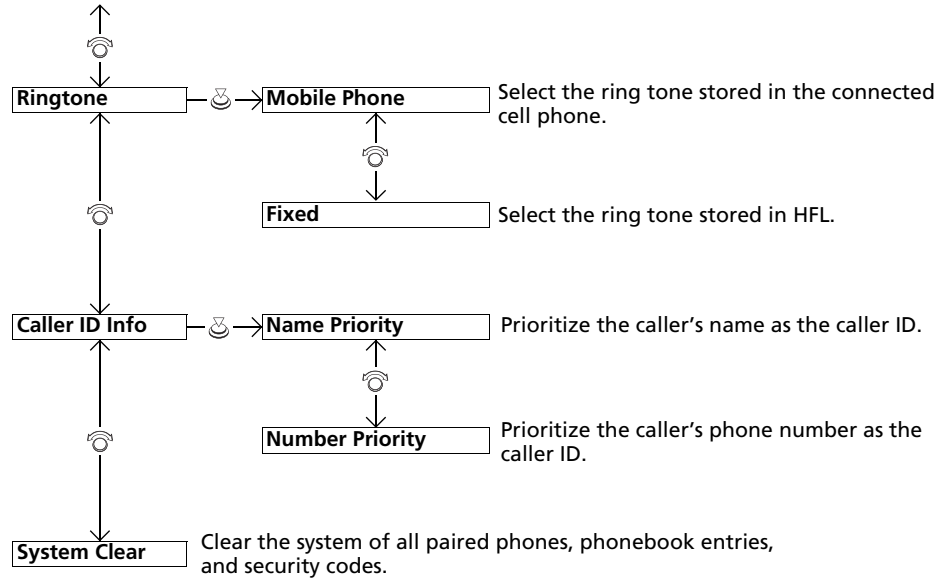 Ringtone
Mobile Phone
Select the ring tone stored in the connected
cell phone.
Fixed
Select the ring tone stored in HFL.
Caller ID Info
Name Priority
Prioritize the caller’s name as the caller ID.
Number Priority
Prioritize the caller’s phone number as the
caller ID.
System Clear
Clear the system of all paired phones, phonebook entries,
and security codes.